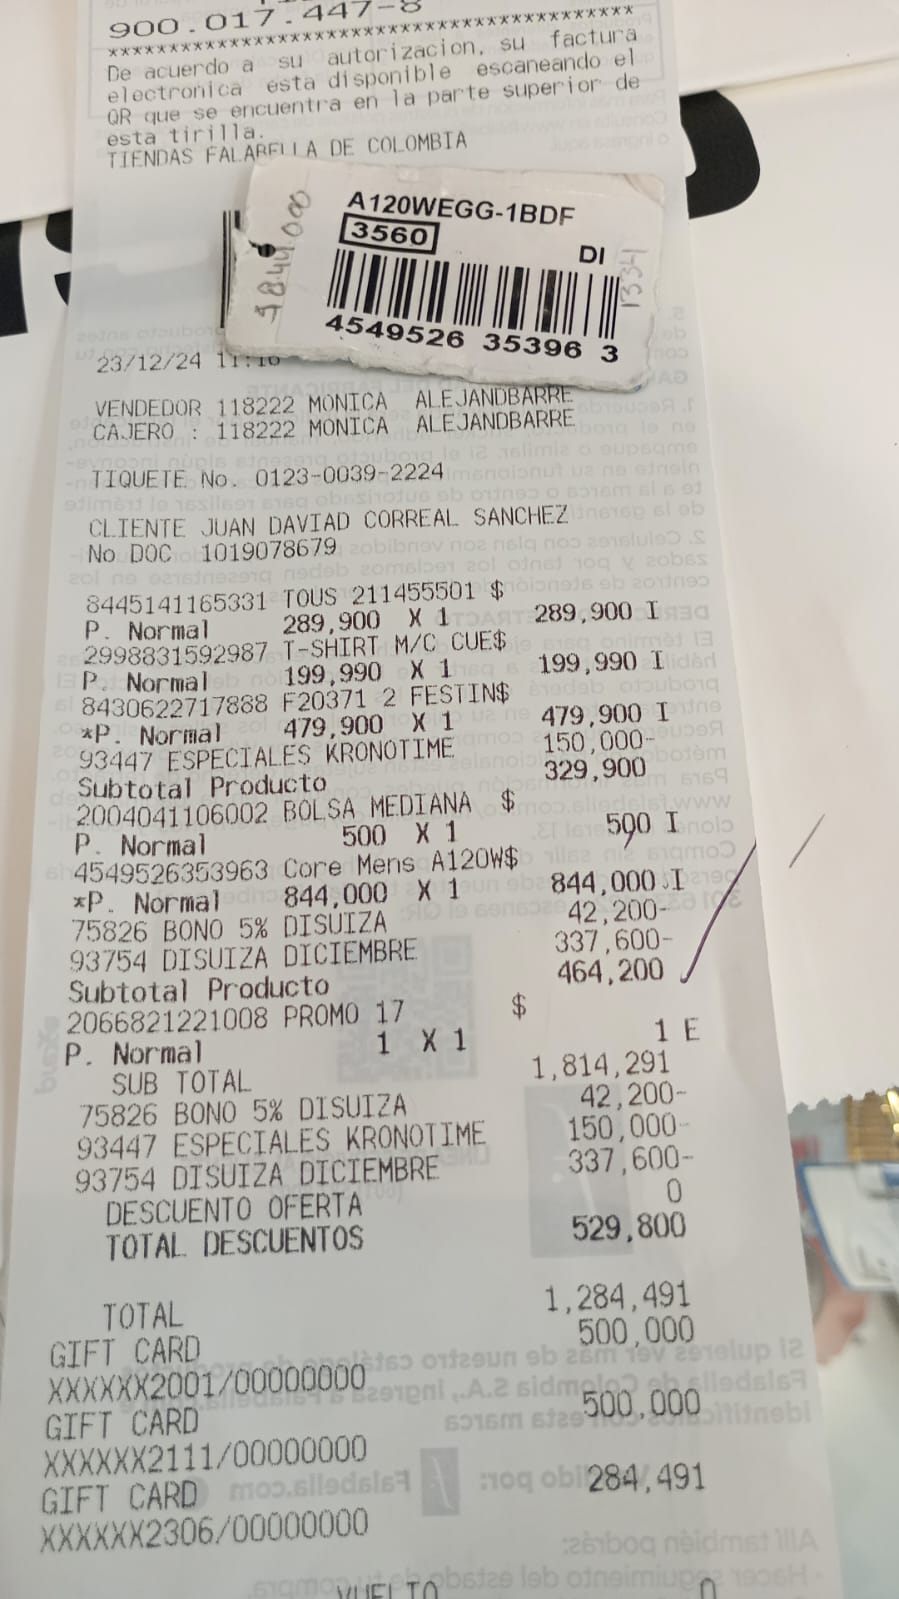 900.017.447-8
****************************************
De acuerdo a su autorizacion, su factura
electronica esta disponible escaneando el
QR que se encuentra en la parte superior de
esta tirilla.
TIENDAS FALABELLA DE COLOMBIA
A120WEGG-1BDF
3560
DI
$844.000
1334
4549526 35396 3
23/12/24 11:16
VENDEDOR 118222 MONICA ALEJANDBARRE
CAJERO : 118222 MONICA ALEJANDBARRE
TIQUETE No. 0123-0039-2224
CLIENTE JUAN DAVIAD CORREAL SANCHEZ
No DOC 1019078679
8445141165331 TOUS 211455501 $
P. Normal 289,900 X 1 289,900 I
2998831592987 T-SHIRT M/C CUE$
P. Normal 199,990 X 1 199,990 I
8430622717888 F20371 2 FESTIN$
*P. Normal 479,900 X 1 479,900 I
93447 ESPECIALES KRONOTIME 150,000-
Subtotal Producto 329,900
2004041106002 BOLSA MEDIANA $
P. Normal 500 X 1 500 I
4549526353963 Core Mens A120W$
*P. Normal 844,000 X 1 844,000 I
75826 BONO 5% DISUIZA 42,200-
93754 DISUIZA DICIEMBRE 337,600-
Subtotal Producto 464,200
2066821221008 PROMO 17 $
P. Normal 1 X 1 1 E
SUB TOTAL 1,814,291
75826 BONO 5% DISUIZA 42,200-
93447 ESPECIALES KRONOTIME 150,000-
93754 DISUIZA DICIEMBRE 337,600-
DESCUENTO OFERTA 0
TOTAL DESCUENTOS 529,800
TOTAL 1,284,491
GIFT CARD 500,000
XXXXXX2001/00000000
GIFT CARD 500,000
XXXXXX2111/00000000
GIFT CARD 284,491
XXXXXX2306/00000000
VUELTO 0